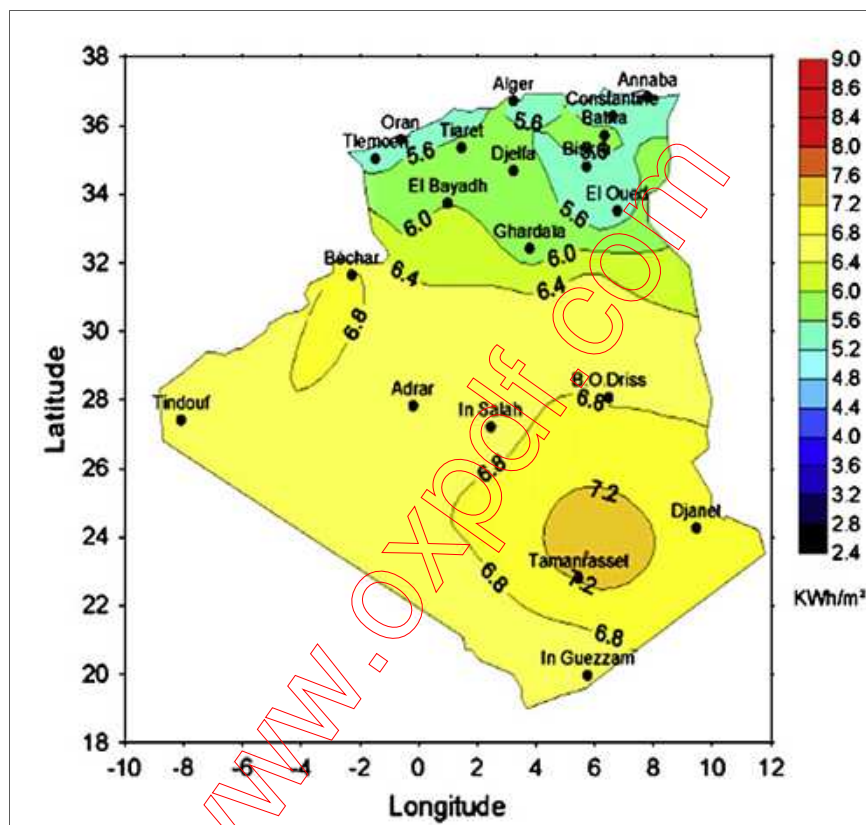 38
36
34
32
30
28
26
24
22
20
18
Latitude
-10 -8 -6 -4 -2 0 2 4 6 8 10 12
Longitude
Alger
Annaba
Constantine
Batna
Oran
Tlemcen
Tiaret
Djelfa
El Bayadh
El Oued
Ghardaia
Béchar
B.O.Driss
Adrar
In Salah
Tindouf
Djanet
Tamanrasset
In Guezzam
5.6
5.6
5.6
5.6
6.0
6.0
6.4
6.4
6.8
6.8
6.8
6.8
6.8
7.2
7.2
9.0
8.6
8.6
8.0
7.6
7.2
6.8
6.4
6.0
5.6
5.2
5.2
4.8
4.4
4.0
3.6
3.2
2.8
2.4
KWh/m²
www.oxpdf.com